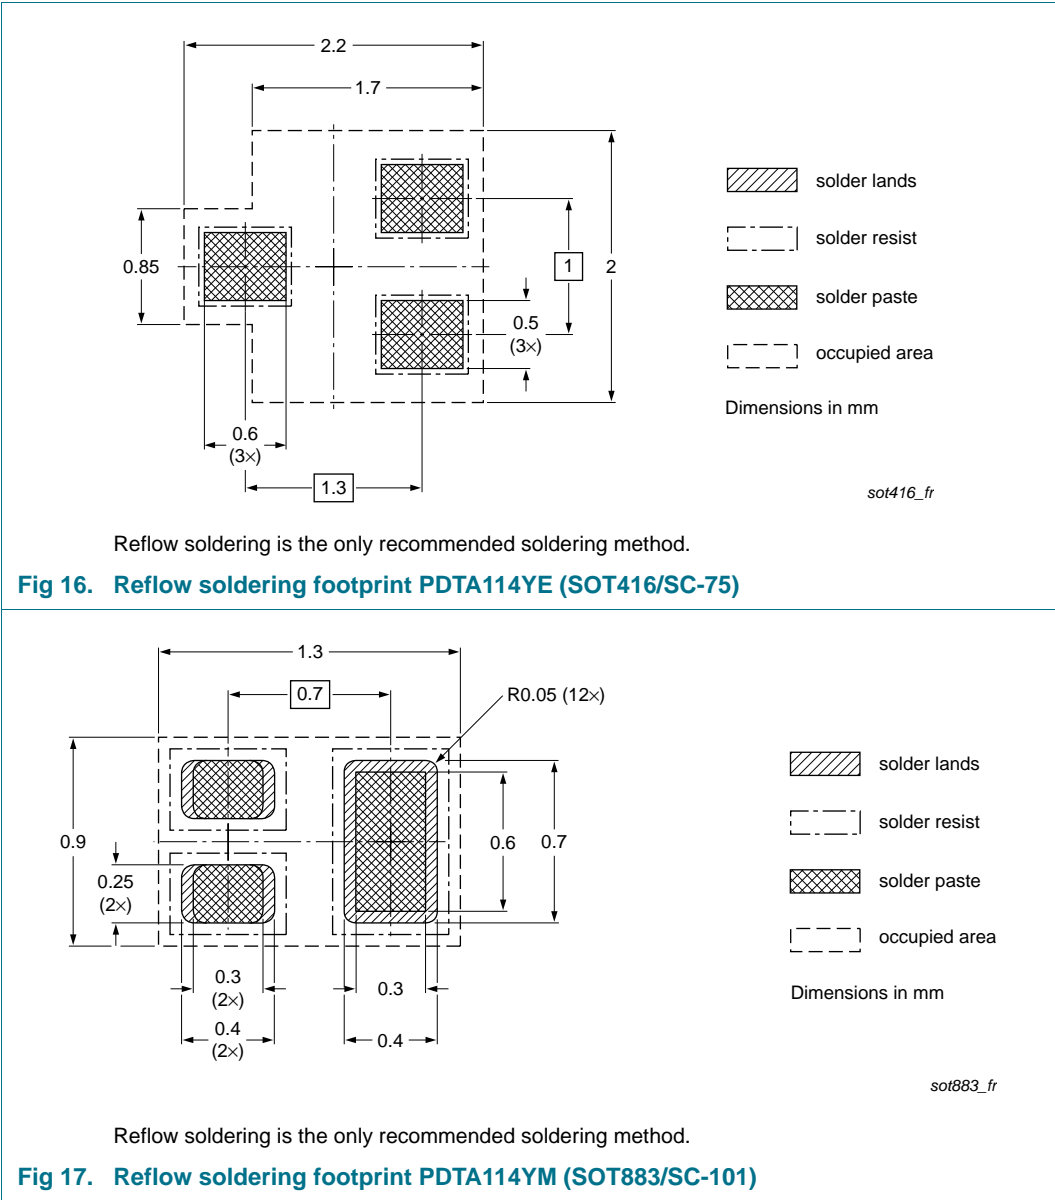 2.2
1.7
0.85
1
2
0.5
(3×)
0.6
(3×)
1.3
solder lands
solder resist
solder paste
occupied area
Dimensions in mm
sot416_fr
Reflow soldering is the only recommended soldering method.
Fig 16. Reflow soldering footprint PDTA114YE (SOT416/SC-75)
1.3
0.7
R0.05 (12×)
0.9
0.25
(2×)
0.6
0.7
0.3
(2×)
0.3
0.4
(2×)
0.4
solder lands
solder resist
solder paste
occupied area
Dimensions in mm
sot883_fr
Reflow soldering is the only recommended soldering method.
Fig 17. Reflow soldering footprint PDTA114YM (SOT883/SC-101)